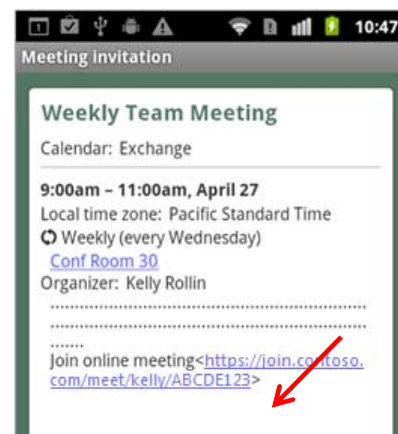 10:47
Meeting invitation
Weekly Team Meeting
Calendar: Exchange
9:00am – 11:00am, April 27
Local time zone: Pacific Standard Time
Weekly (every Wednesday)
Conf Room 30
Organizer: Kelly Rollin
................................................................
................................................................
.......
Join online meeting<https://join.contoso.
com/meet/kelly/ABCDE123>